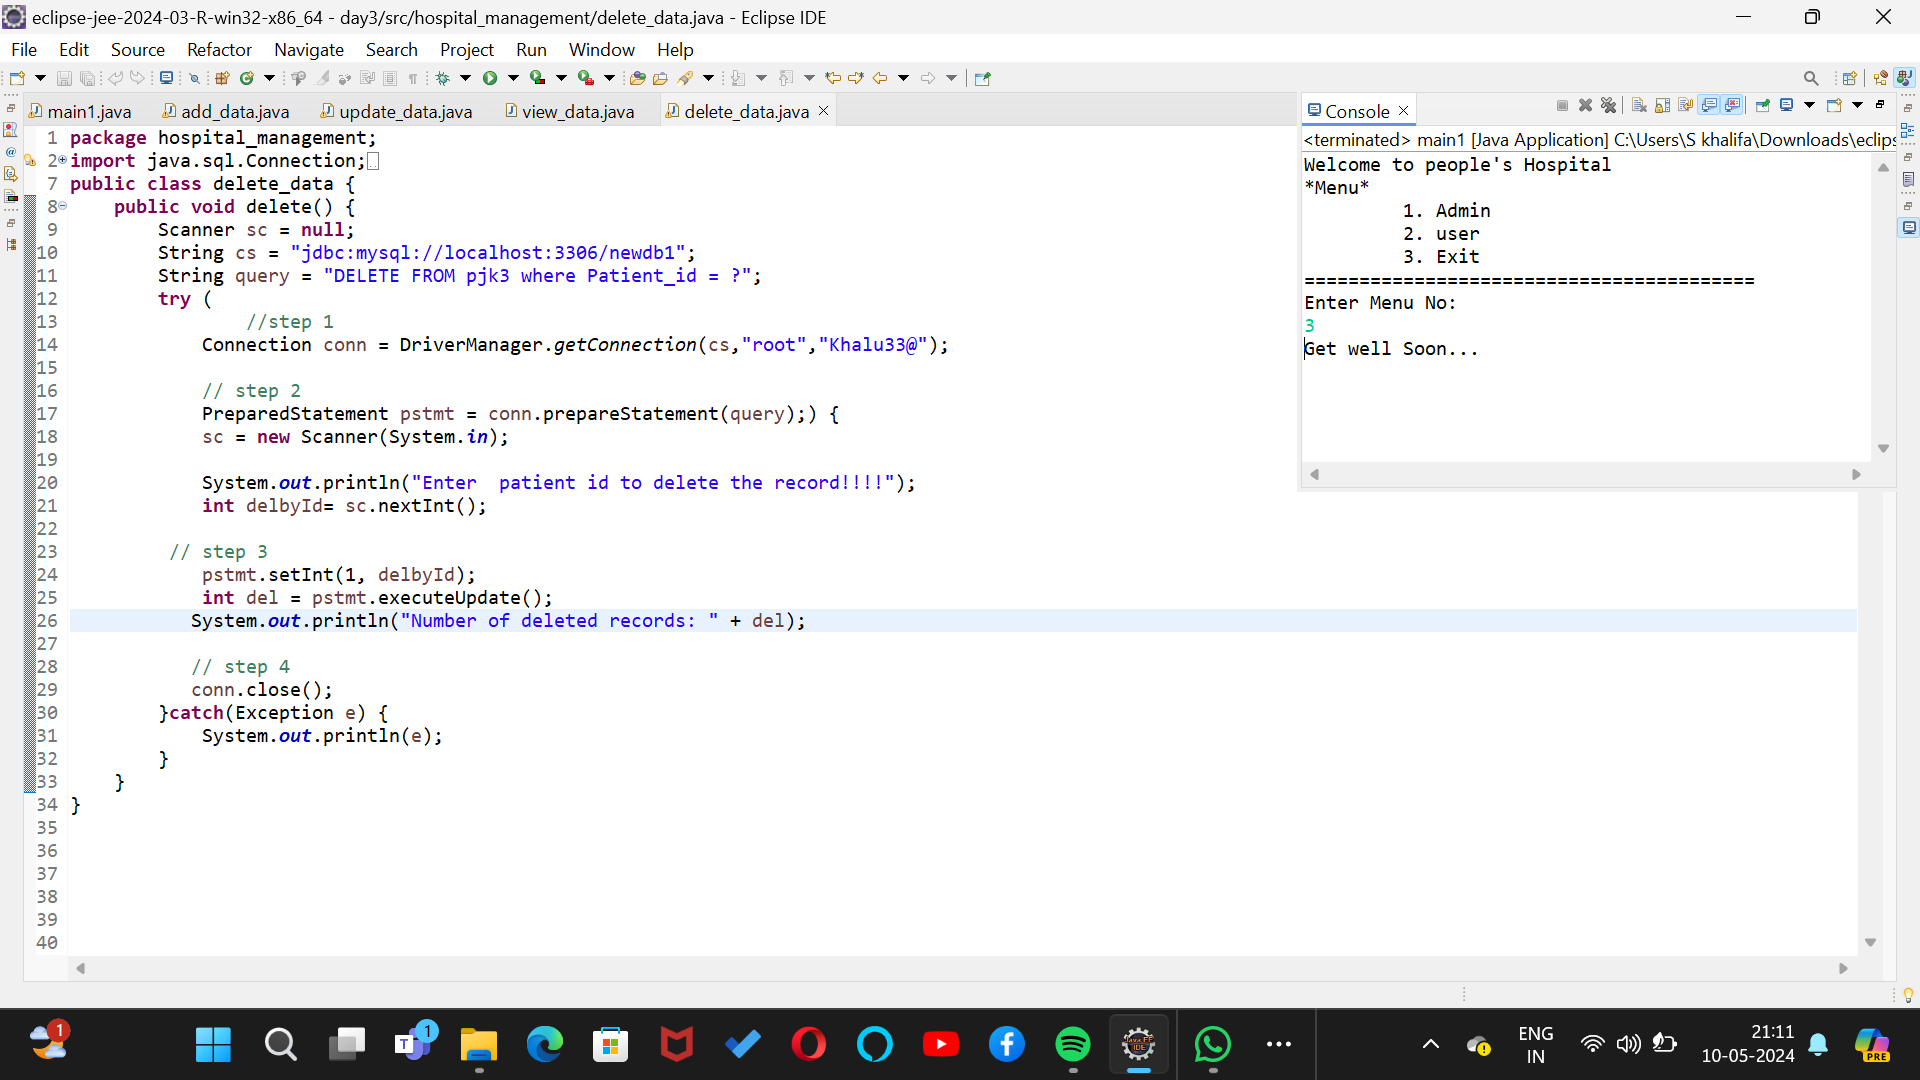 eclipse-jee-2024-03-R-win32-x86_64 - day3/src/hospital_management/delete_data.java - Eclipse IDE
File Edit Source Refactor Navigate Search Project Run Window Help
main1.java add_data.java update_data.java view_data.java delete_data.java
1 package hospital_management;
2 import java.sql.Connection;
7 public class delete_data {
8 public void delete() {
9 Scanner sc = null;
10 String cs = "jdbc:mysql://localhost:3306/newdb1";
11 String query = "DELETE FROM pjk3 where Patient_id = ?";
12 try (
13 //step 1
14 Connection conn = DriverManager.getConnection(cs,"root","Khalu33@");
15
16 // step 2
17 PreparedStatement pstmt = conn.prepareStatement(query);) {
18 sc = new Scanner(System.in);
19
20 System.out.println("Enter  patient id to delete the record!!!!");
21 int delbyId= sc.nextInt();
22
23 // step 3
24 pstmt.setInt(1, delbyId);
25 int del = pstmt.executeUpdate();
26 System.out.println("Number of deleted records: " + del);
27
28 // step 4
29 conn.close();
30 }catch(Exception e) {
31 System.out.println(e);
32 }
33 }
34 }
35
36
37
38
39
40
Console
<terminated> main1 [Java Application] C:\Users\S khalifa\Downloads\eclips
Welcome to people's Hospital
*Menu*
1. Admin
2. user
3. Exit
=========================================
Enter Menu No:
3
Get well Soon...
1
1
ENG
IN
21:11
10-05-2024
PRE